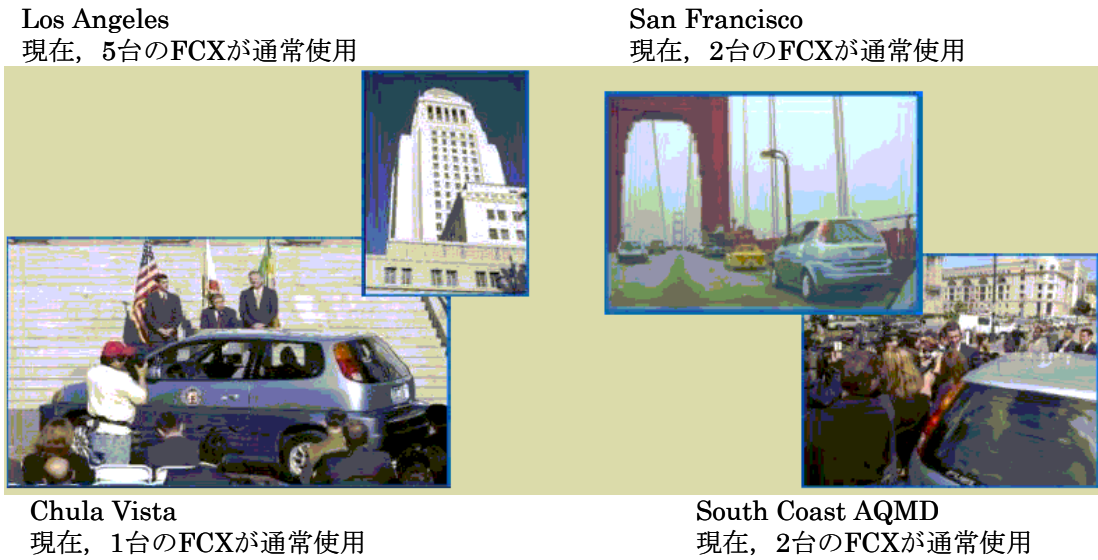 Los Angeles
現在，5台のFCXが通常使用
San Francisco
現在，2台のFCXが通常使用
Chula Vista
現在，1台のFCXが通常使用
South Coast AQMD
現在，2台のFCXが通常使用